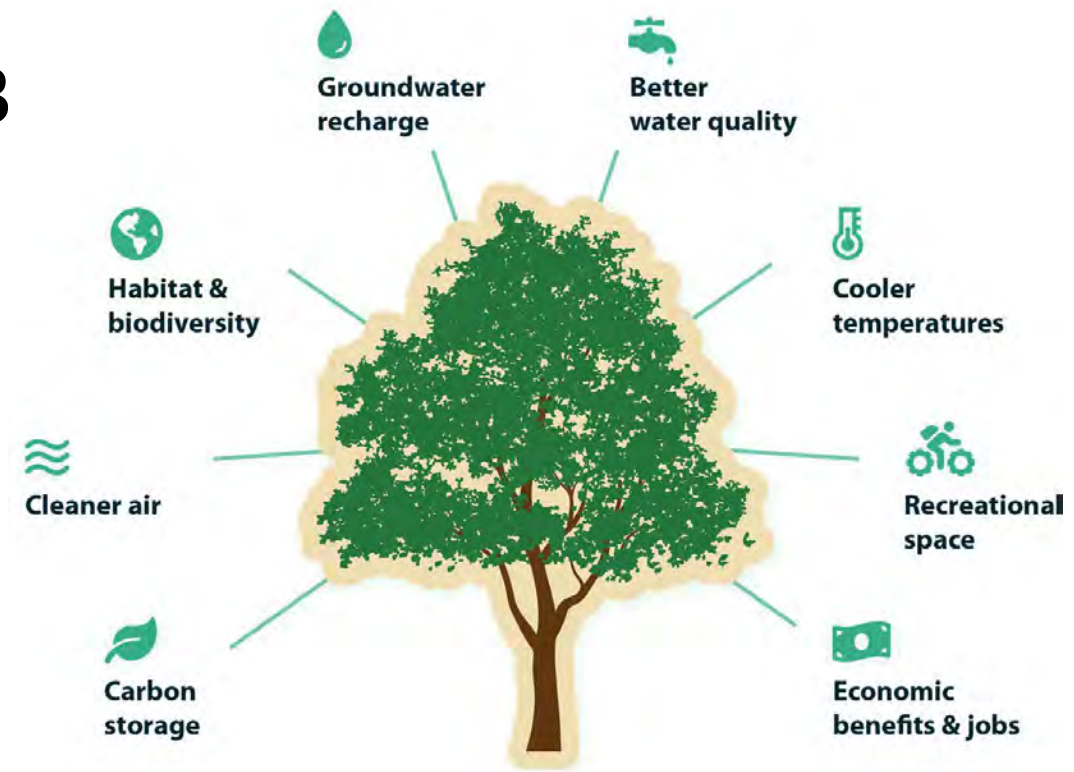 Groundwater
recharge
Better
water quality
Habitat &
biodiversity
Cooler
temperatures
Cleaner air
Recreational
space
Carbon
storage
Economic
benefits & jobs